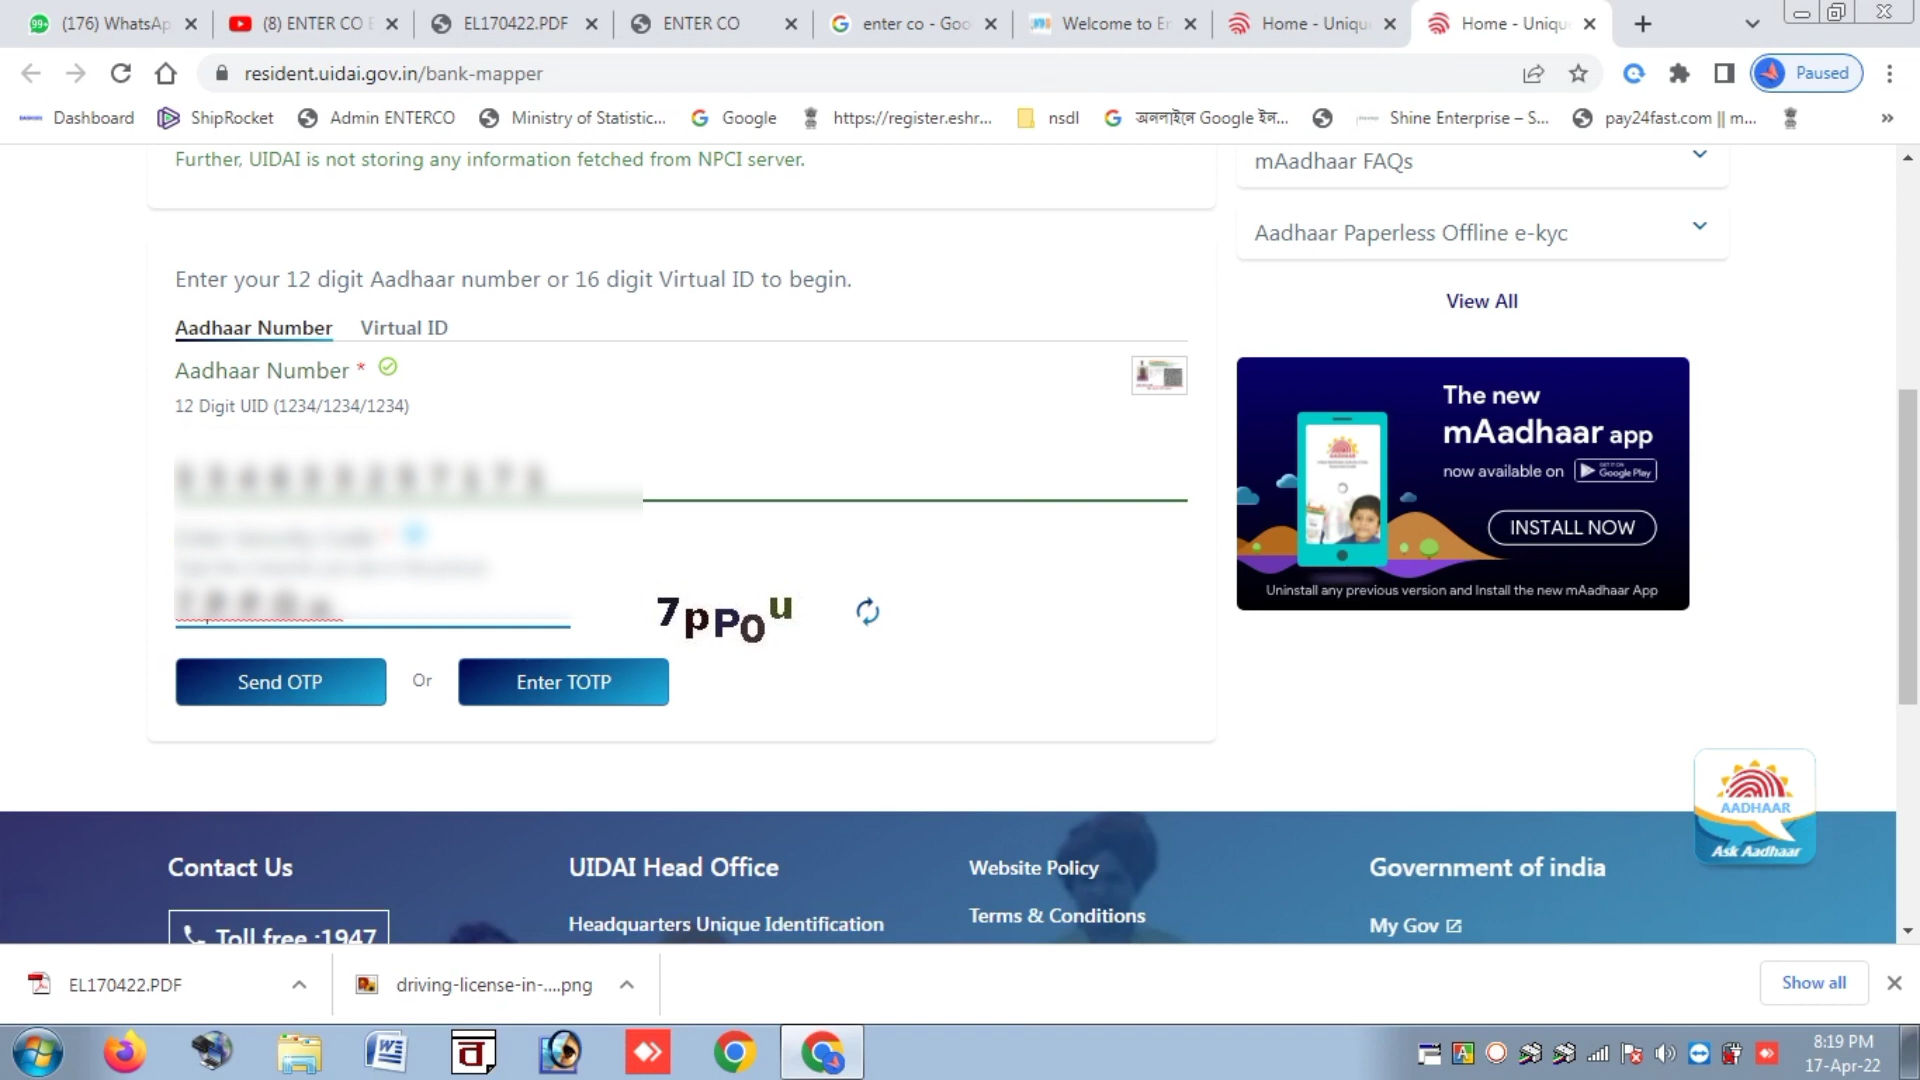 (176) WhatsAp
(8) ENTER CO
EL170422.PDF
ENTER CO
enter co - Goo
Welcome to E
Home - Uniqu
Home - Uniqu
resident.uidai.gov.in/bank-mapper
Paused
Dashboard
ShipRocket
Admin ENTERCO
Ministry of Statistic...
Google
https://register.eshr...
nsdl
অনলাইনে Google ইন...
Shine Enterprise – S...
pay24fast.com || m...
»
Further, UIDAI is not storing any information fetched from NPCI server.
mAadhaar FAQs
Aadhaar Paperless Offline e-kyc
View All
Enter your 12 digit Aadhaar number or 16 digit Virtual ID to begin.
Aadhaar Number
Virtual ID
Aadhaar Number *
12 Digit UID (1234/1234/1234)
7pP0u
Send OTP
Or
Enter TOTP
The new
mAadhaar app
now available on
GET IT ON
Google Play
INSTALL NOW
Uninstall any previous version and Install the new mAadhaar App
AADHAAR
Ask Aadhaar
Contact Us
UIDAI Head Office
Website Policy
Government of india
Headquarters Unique Identification
Terms & Conditions
My Gov
Toll free :1947
EL170422.PDF
driving-license-in-....png
Show all
8:19 PM
17-Apr-22